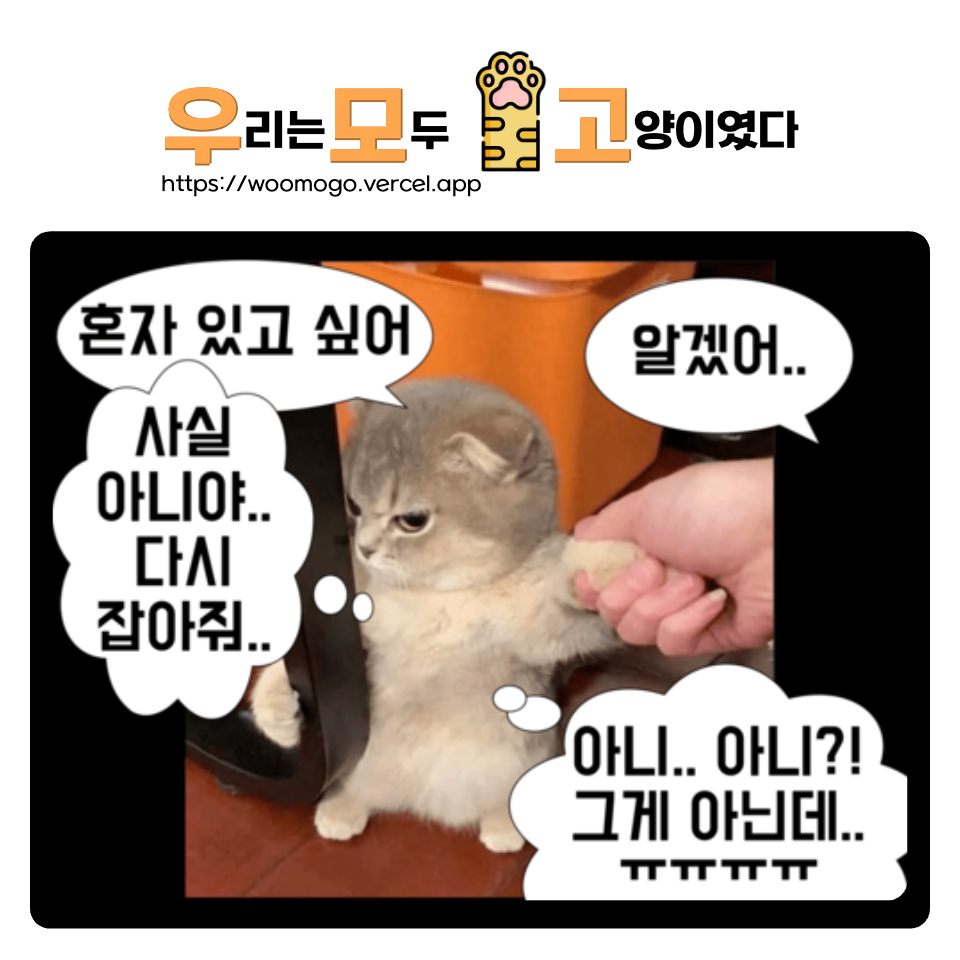 우리는 모두 고양이였다
https://woomogo.vercel.app
혼자 있고 싶어
알겠어..
사실
아니야..
다시
잡아줘..
아니.. 아니?!
그게 아닌데..
ㅠㅠㅠㅠ